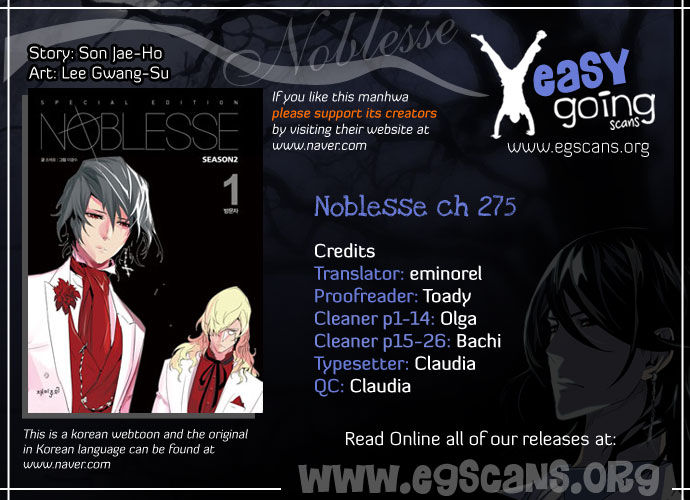 Noblesse
Story: Son Jae-Ho
Art: Lee Gwang-Su
SPECIAL EDITION
NOBLESSE
SEASON2
1
방문자
If you like this manhwa
please support its creators
by visiting their website at
www.naver.com
easy
going
scans
www.egscans.org
Noblesse ch 275
Credits
Translator: eminorel
Proofreader: Toady
Cleaner p1-14: Olga
Cleaner p15-26: Bachi
Typesetter: Claudia
QC: Claudia
This is a korean webtoon and the original
in Korean language can be found at
www.naver.com
Read Online all of our releases at:
www.egscans.org